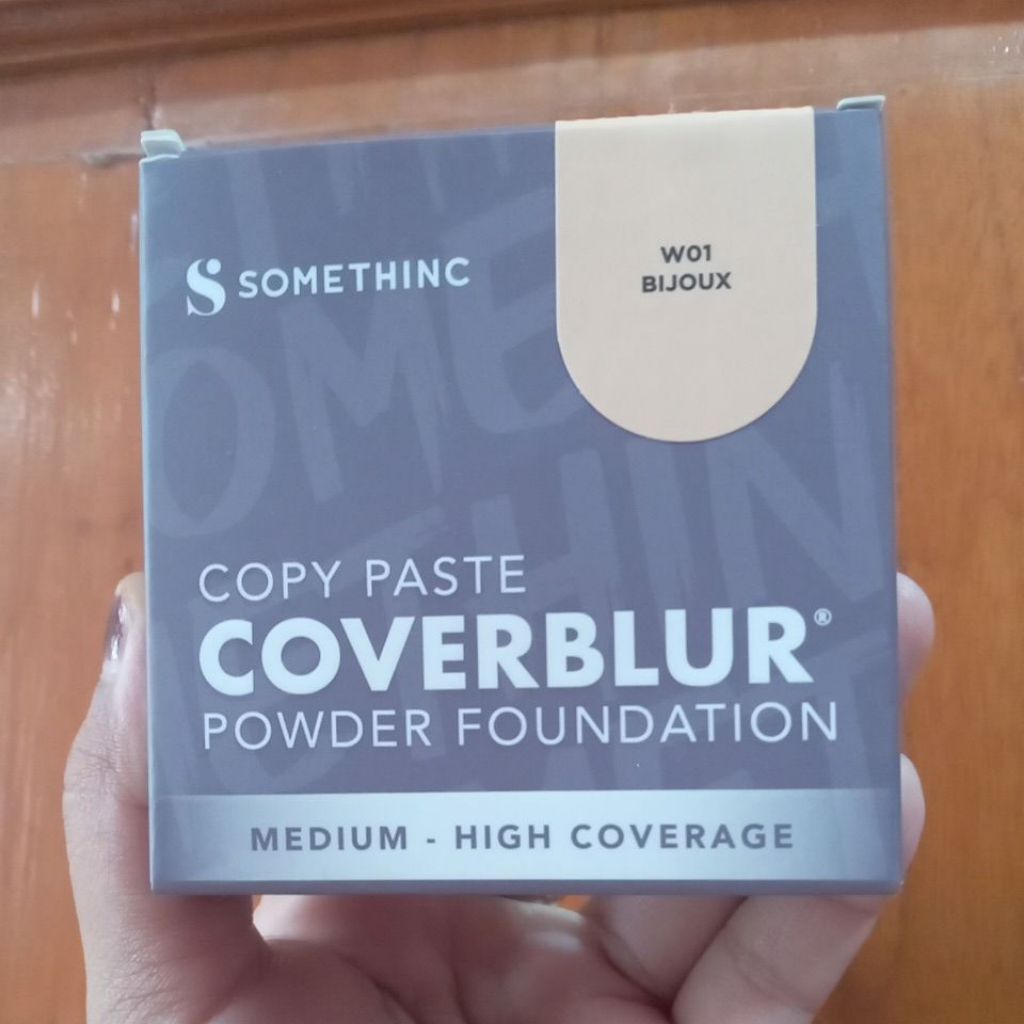 SOMETHINC
W01
BIJOUX
COPY PASTE
COVERBLUR®
POWDER FOUNDATION
MEDIUM - HIGH COVERAGE